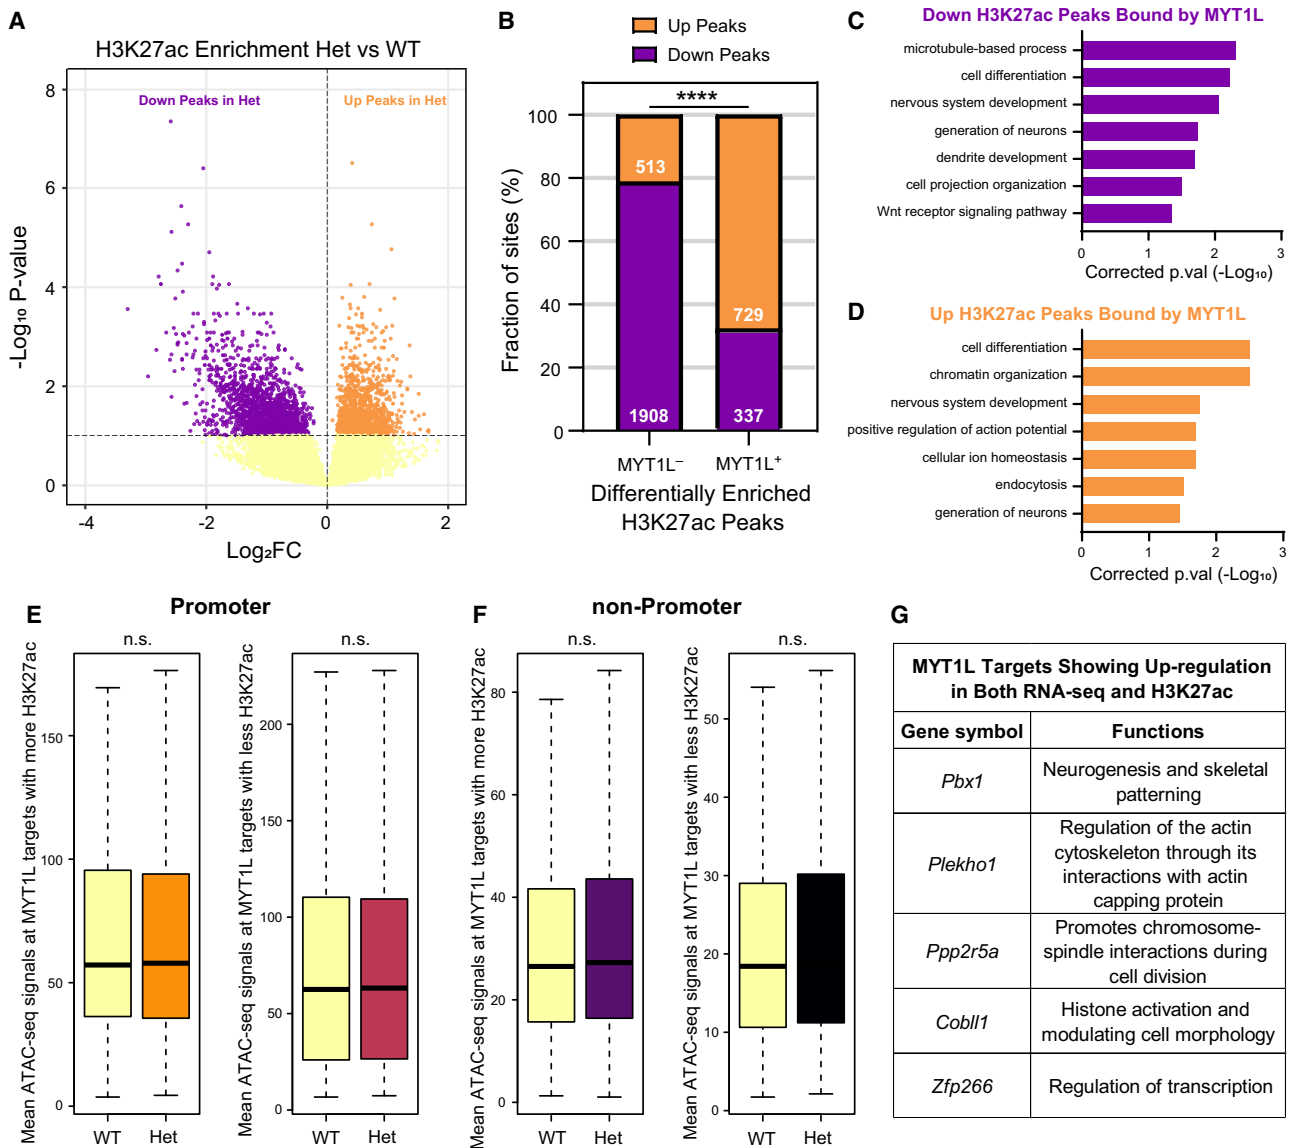 A
H3K27ac Enrichment Het vs WT
Down Peaks in Het
Up Peaks in Het
-Log₁₀ P-value
8
6
4
2
0
-4
-2
0
2
Log₂FC
B
Up Peaks
Down Peaks
****
Fraction of sites (%)
100
80
60
40
20
0
513
1908
729
337
MYT1L⁻
MYT1L⁺
Differentially Enriched
H3K27ac Peaks
C
Down H3K27ac Peaks Bound by MYT1L
microtubule-based process
cell differentiation
nervous system development
generation of neurons
dendrite development
cell projection organization
Wnt receptor signaling pathway
0
1
2
3
Corrected p.val (-Log₁₀)
D
Up H3K27ac Peaks Bound by MYT1L
cell differentiation
chromatin organization
nervous system development
positive regulation of action potential
cellular ion homeostasis
endocytosis
generation of neurons
0
1
2
3
Corrected p.val (-Log₁₀)
E
Promoter
n.s.
Mean ATAC-seq signals at MYT1L targets with more H3K27ac
150
100
50
0
WT
Het
n.s.
Mean ATAC-seq signals at MYT1L targets with less H3K27ac
200
150
100
50
0
WT
Het
F
non-Promoter
n.s.
Mean ATAC-seq signals at MYT1L targets with more H3K27ac
80
60
40
20
0
WT
Het
n.s.
Mean ATAC-seq signals at MYT1L targets with less H3K27ac
50
40
30
20
10
0
WT
Het
G
MYT1L Targets Showing Up-regulation
in Both RNA-seq and H3K27ac
Gene symbol
Functions
Pbx1
Neurogenesis and skeletal
patterning
Plekho1
Regulation of the actin
cytoskeleton through its
interactions with actin
capping protein
Ppp2r5a
Promotes chromosome-
spindle interactions during
cell division
Cobll1
Histone activation and
modulating cell morphology
Zfp266
Regulation of transcription